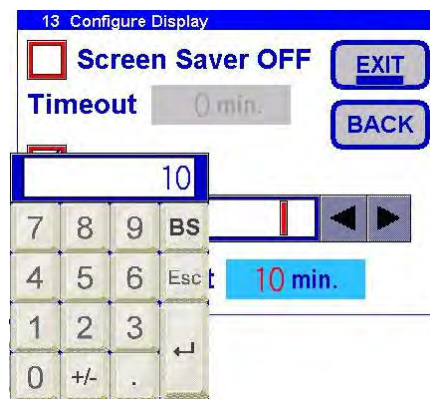 13 Configure Display
Screen Saver OFF
EXIT
Timeout 0 min.
BACK
10
7 8 9 BS
4 5 6 Esc
t 10 min.
1 2 3 ↵
0 +/- .